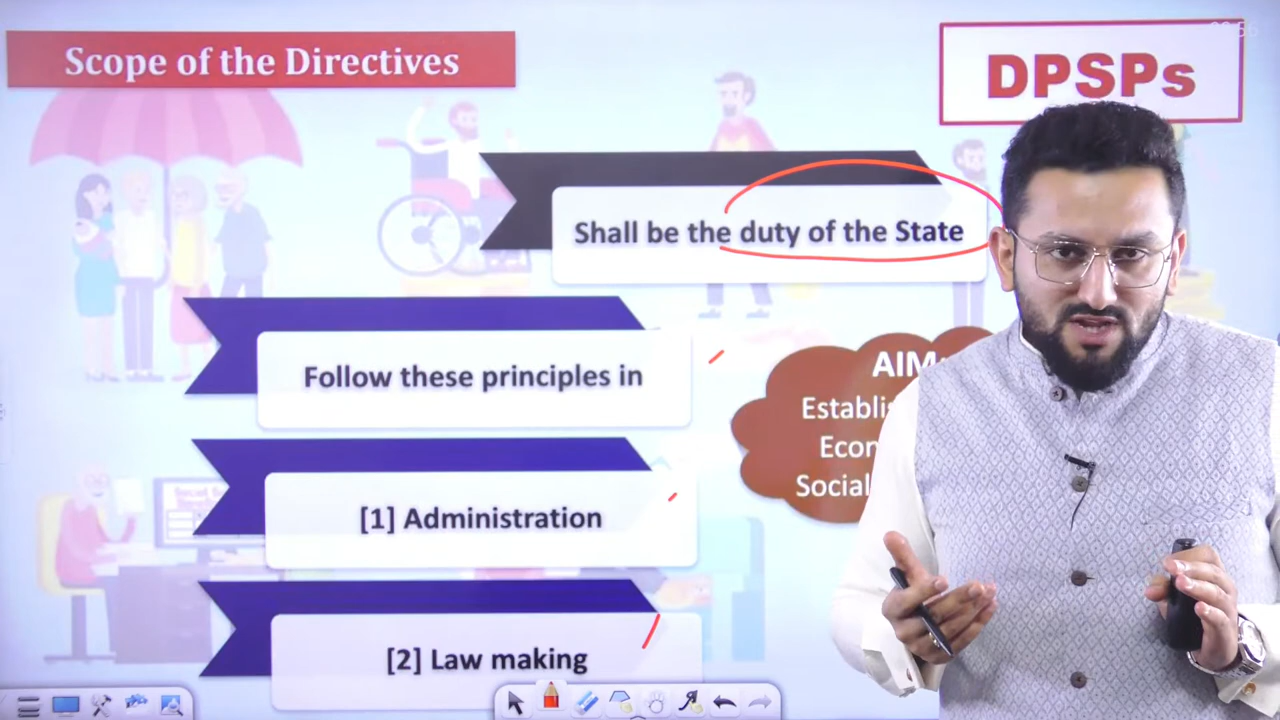 Scope of the Directives
DPSPs
Shall be the duty of the State
Follow these principles in
AIM
[1] Administration
[2] Law making